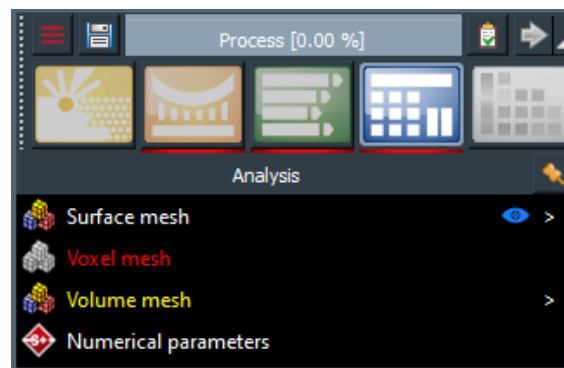 Process [0.00 %]
Analysis
Surface mesh
Voxel mesh
Volume mesh
Numerical parameters